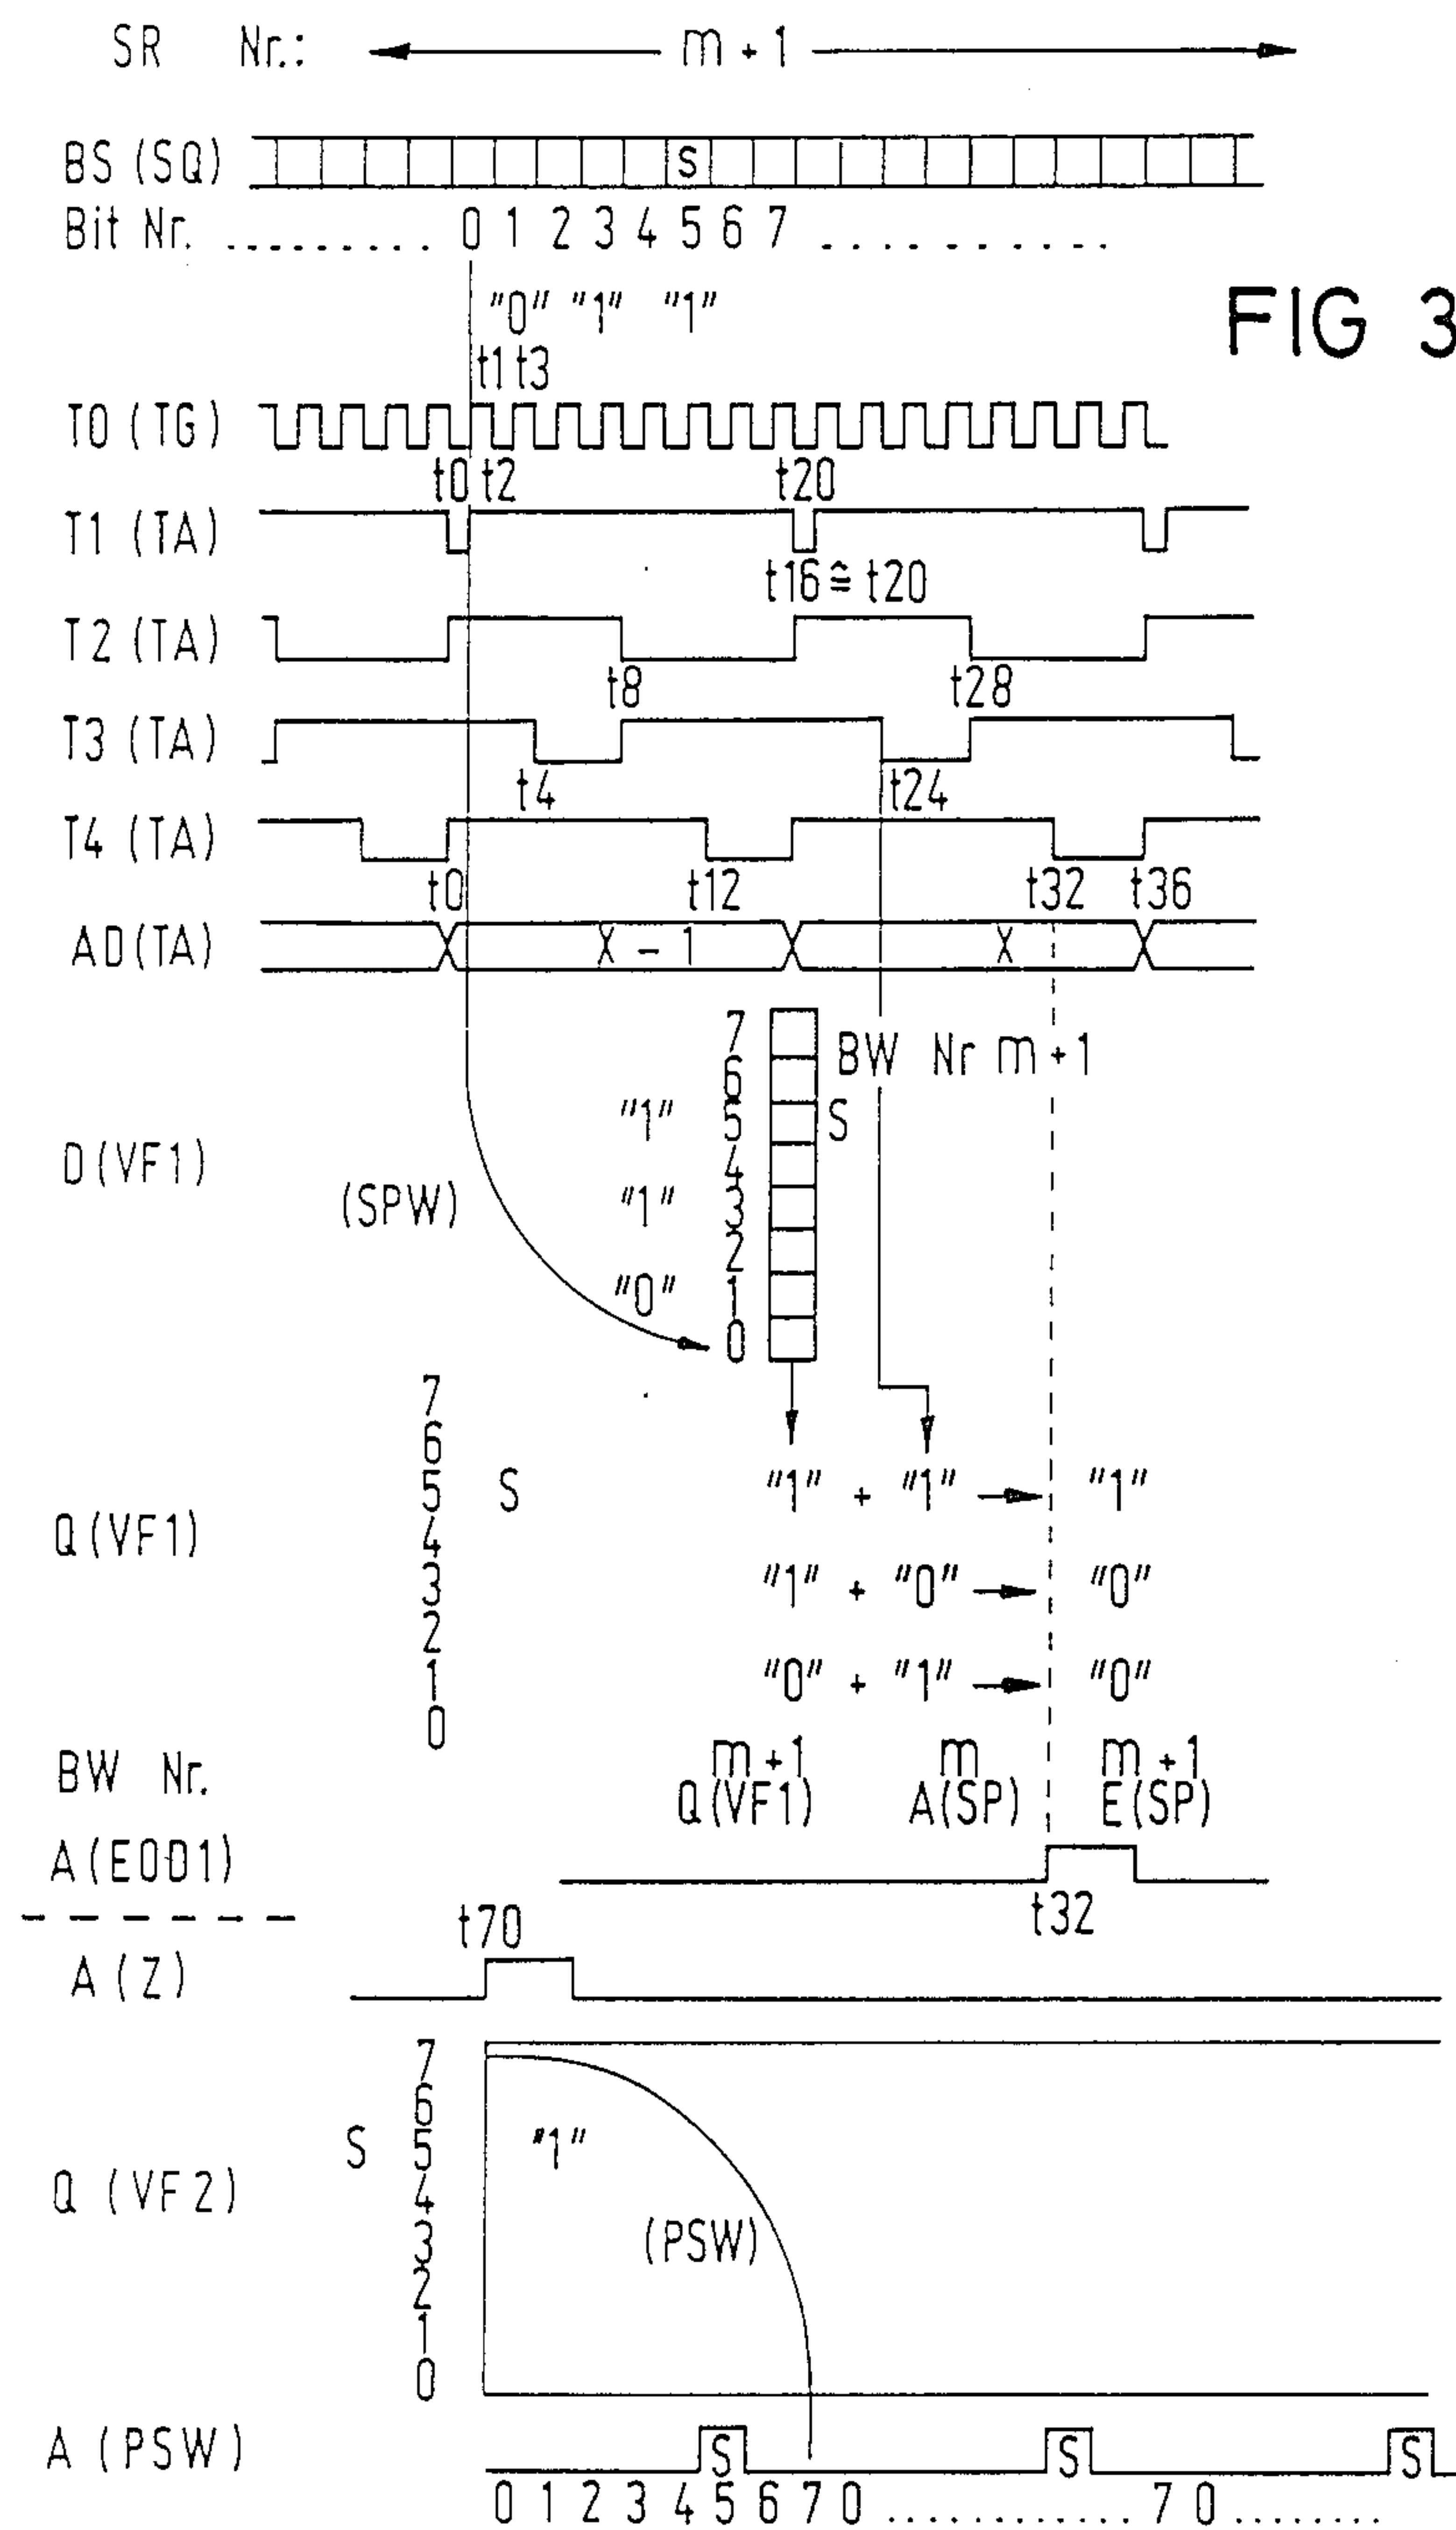 SR Nr.: m + 1
BS (SQ) S
Bit Nr. ......... 0 1 2 3 4 5 6 7 ...........
"0" "1" "1"
FIG 3
t1 t3
T0 (TG)
t0 t2 t20
T1 (TA)
t16 ≙ t20
T2 (TA)
t8 t28
T3 (TA)
t4 t24
T4 (TA)
t0 t12 t32 t36
AD(TA) X - 1 X
7 BW Nr m + 1
6
"1" 5 S
D(VF1) 4
(SPW) "1" 3
2
"0" 1
0
7
6
5 S "1" + "1" "1"
Q(VF1) 4
3 "1" + "0" "0"
2
1 "0" + "1" "0"
0
BW Nr. m + 1 m m + 1
Q(VF1) A(SP) E(SP)
A(EOD1)
t70 t32
A(Z)
7
6
S 5 "1"
Q (VF2) 4
3 (PSW)
2
1
0
A (PSW) S S S
0 1 2 3 4 5 6 7 0 ............ 7 0 ........